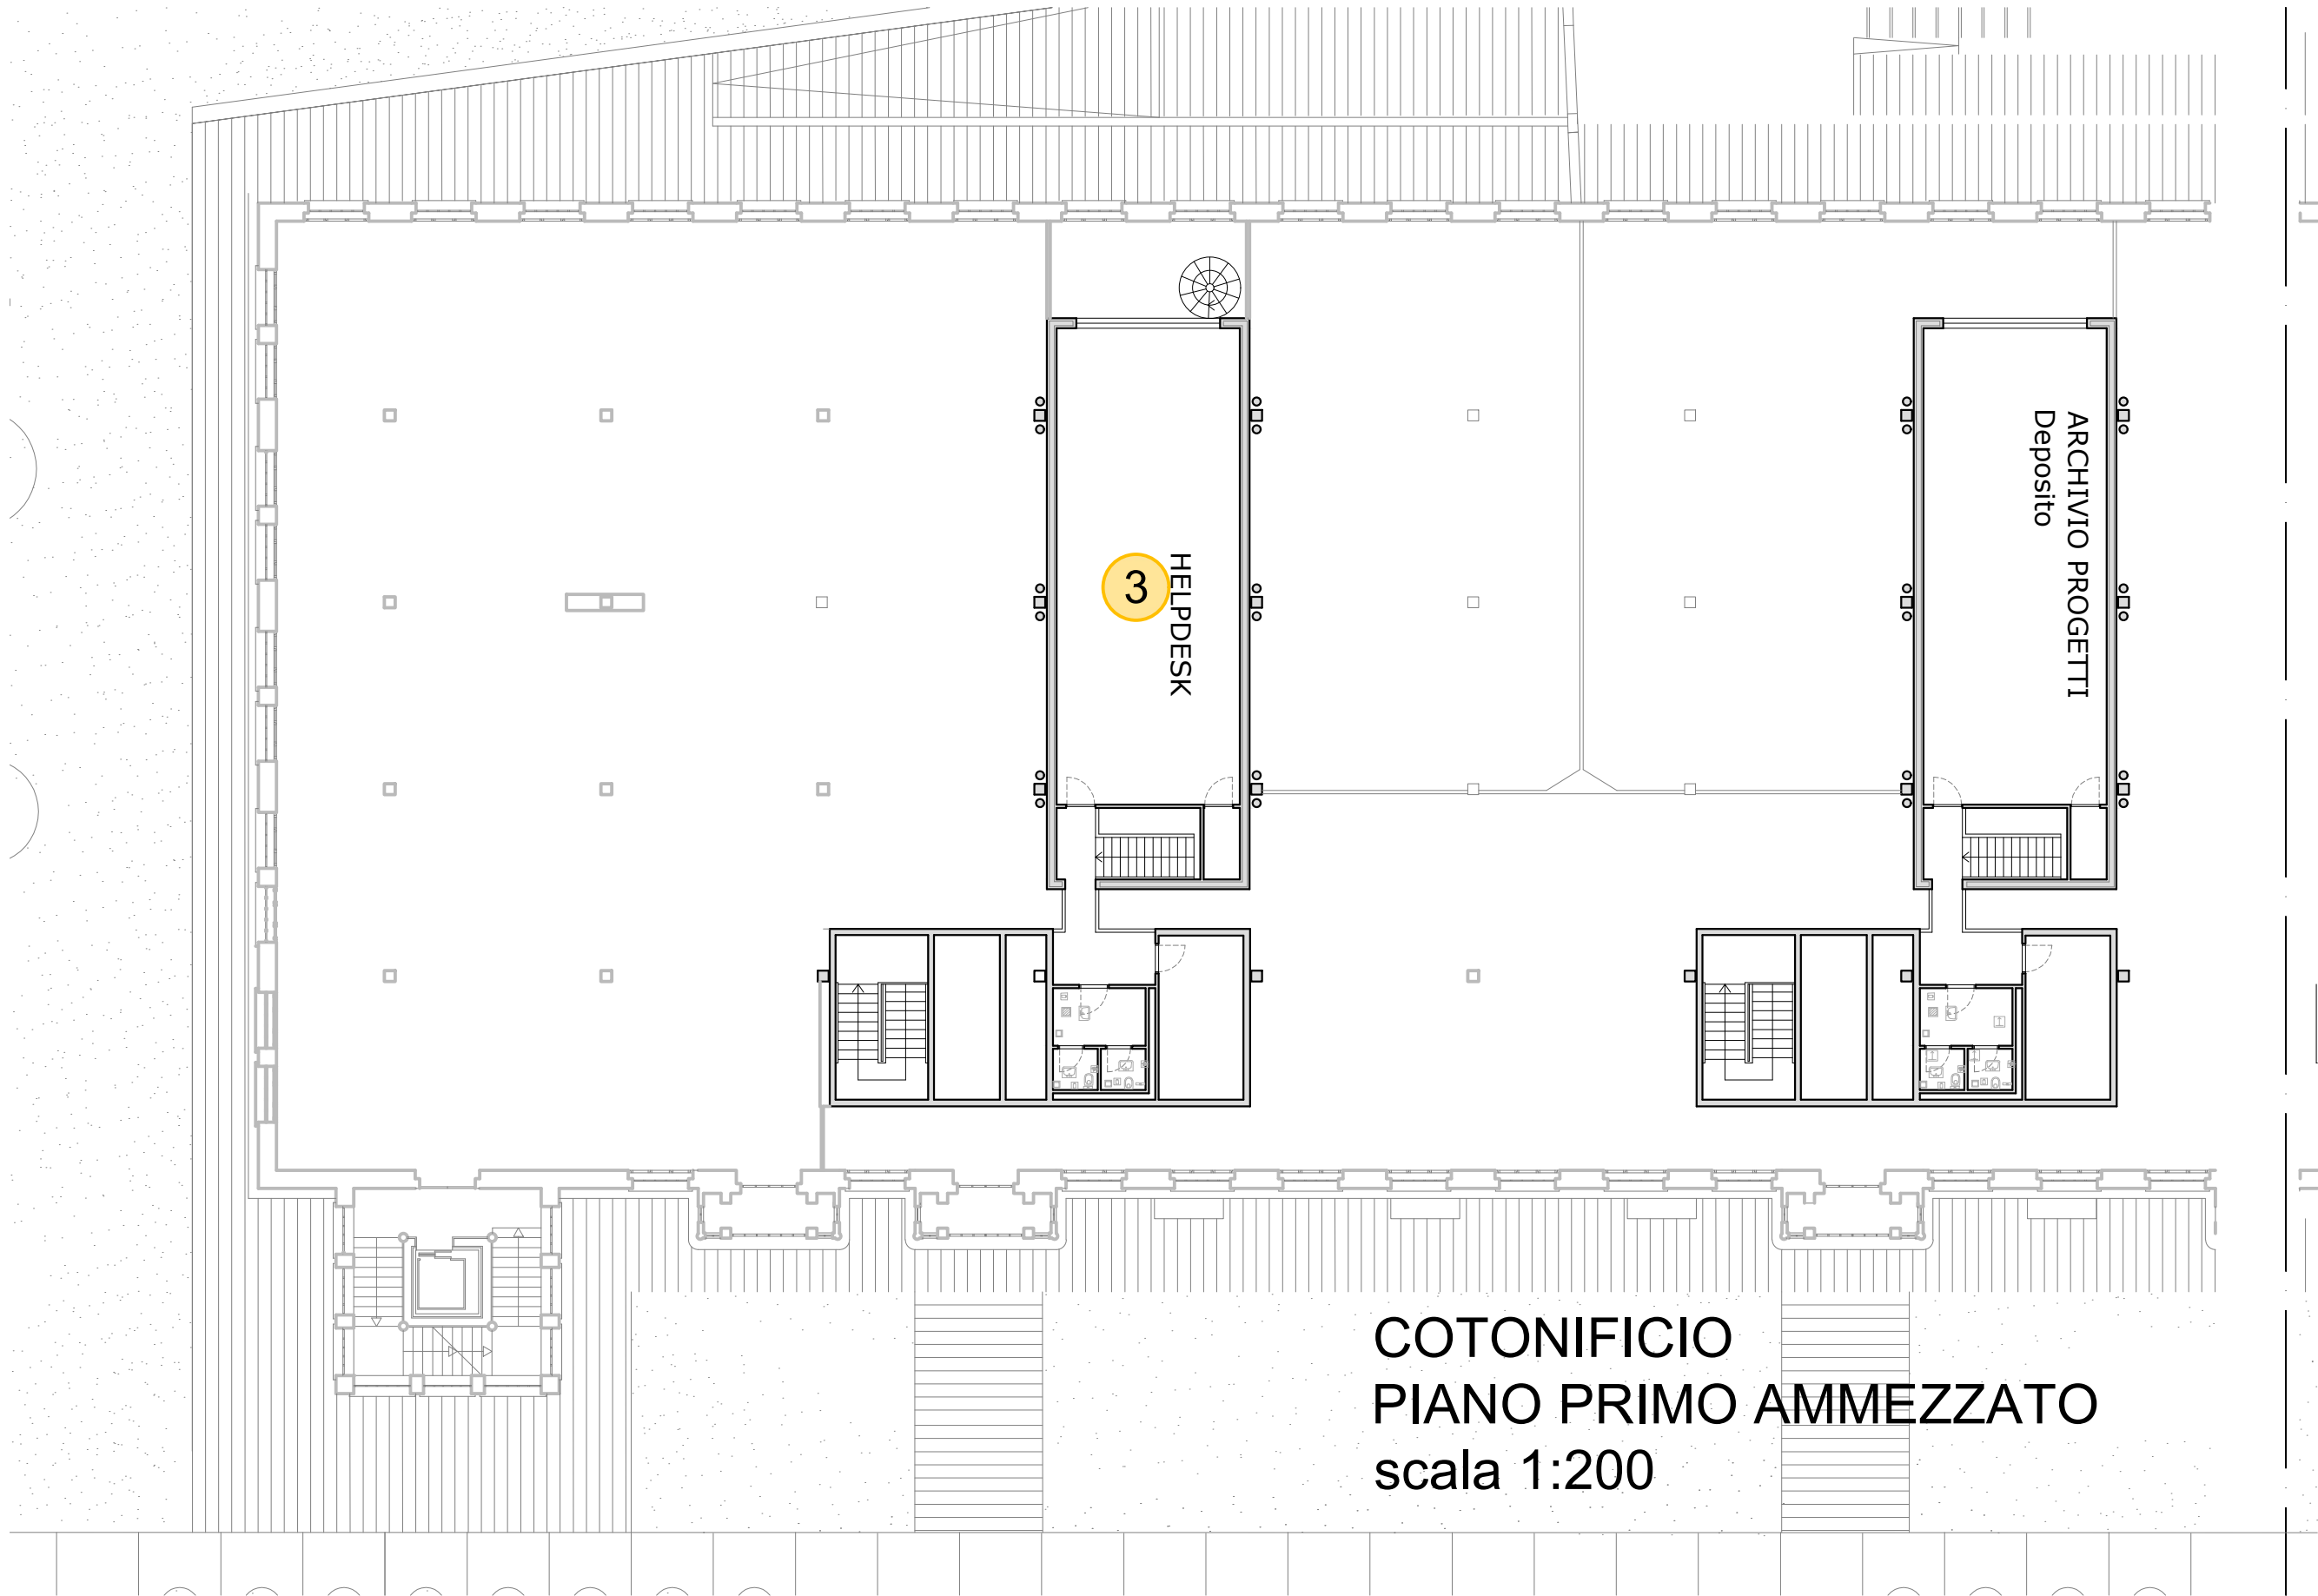 3
HELPDESK
ARCHIVIO PROGETTI
Deposito
COTONIFICIO
PIANO PRIMO AMMEZZATO
scala 1:200